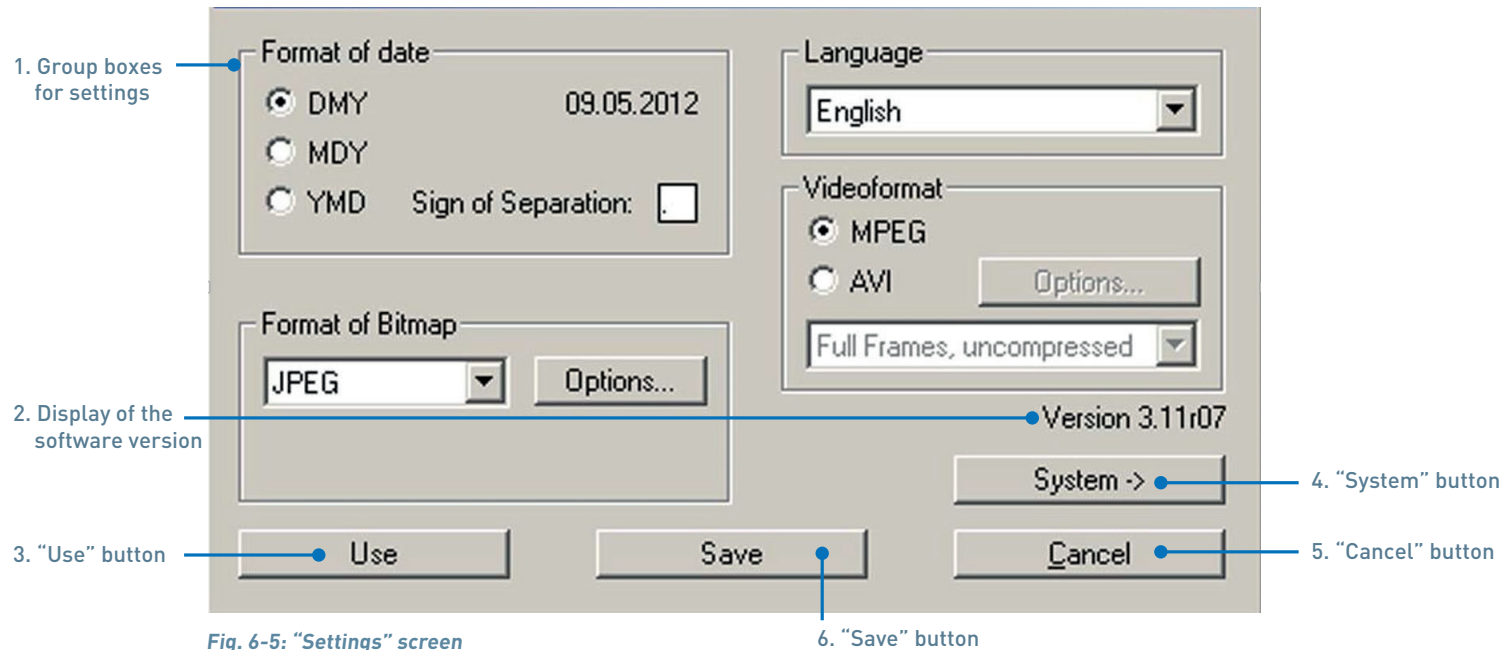 1. Group boxes
for settings
Format of date
DMY 09.05.2012
MDY
YMD Sign of Separation: .
Language
English
Videoformat
MPEG
AVI Options...
Full Frames, uncompressed
Format of Bitmap
JPEG Options...
2. Display of the
software version
Version 3.11r07
System ->
4. “System” button
3. “Use” button
Use
Save
Cancel
5. “Cancel” button
6. “Save” button
Fig. 6-5: “Settings” screen